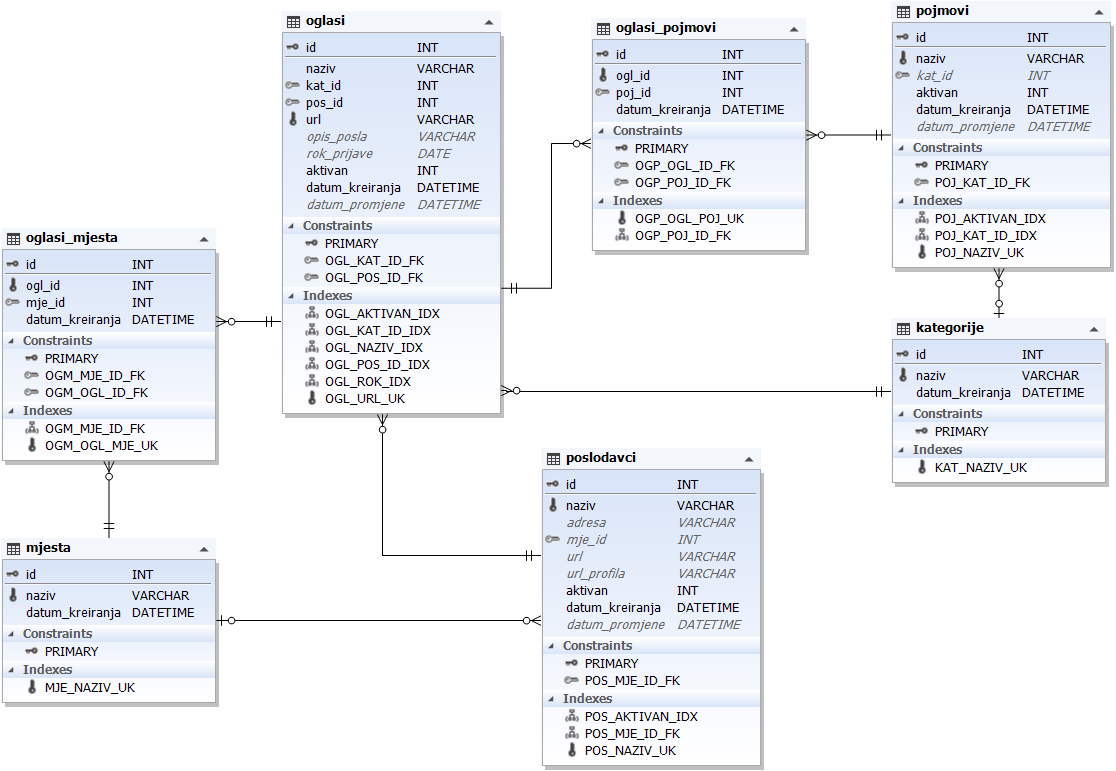 oglasi
id INT
naziv VARCHAR
kat_id INT
pos_id INT
url VARCHAR
opis_posla VARCHAR
rok_prijave DATE
aktivan INT
datum_kreiranja DATETIME
datum_promjene DATETIME
Constraints
PRIMARY
OGL_KAT_ID_FK
OGL_POS_ID_FK
Indexes
OGL_AKTIVAN_IDX
OGL_KAT_ID_IDX
OGL_NAZIV_IDX
OGL_POS_ID_IDX
OGL_ROK_IDX
OGL_URL_UK
oglasi_pojmovi
id INT
ogl_id INT
poj_id INT
datum_kreiranja DATETIME
Constraints
PRIMARY
OGP_OGL_ID_FK
OGP_POJ_ID_FK
Indexes
OGP_OGL_POJ_UK
OGP_POJ_ID_FK
pojmovi
id INT
naziv VARCHAR
kat_id INT
aktivan INT
datum_kreiranja DATETIME
datum_promjene DATETIME
Constraints
PRIMARY
POJ_KAT_ID_FK
Indexes
POJ_AKTIVAN_IDX
POJ_KAT_ID_IDX
POJ_NAZIV_UK
oglasi_mjesta
id INT
ogl_id INT
mje_id INT
datum_kreiranja DATETIME
Constraints
PRIMARY
OGM_MJE_ID_FK
OGM_OGL_ID_FK
Indexes
OGM_MJE_ID_FK
OGM_OGL_MJE_UK
kategorije
id INT
naziv VARCHAR
datum_kreiranja DATETIME
Constraints
PRIMARY
Indexes
KAT_NAZIV_UK
poslodavci
id INT
naziv VARCHAR
adresa VARCHAR
mje_id INT
url VARCHAR
url_profila VARCHAR
aktivan INT
datum_kreiranja DATETIME
datum_promjene DATETIME
Constraints
PRIMARY
POS_MJE_ID_FK
Indexes
POS_AKTIVAN_IDX
POS_MJE_ID_FK
POS_NAZIV_UK
mjesta
id INT
naziv VARCHAR
datum_kreiranja DATETIME
Constraints
PRIMARY
Indexes
MJE_NAZIV_UK